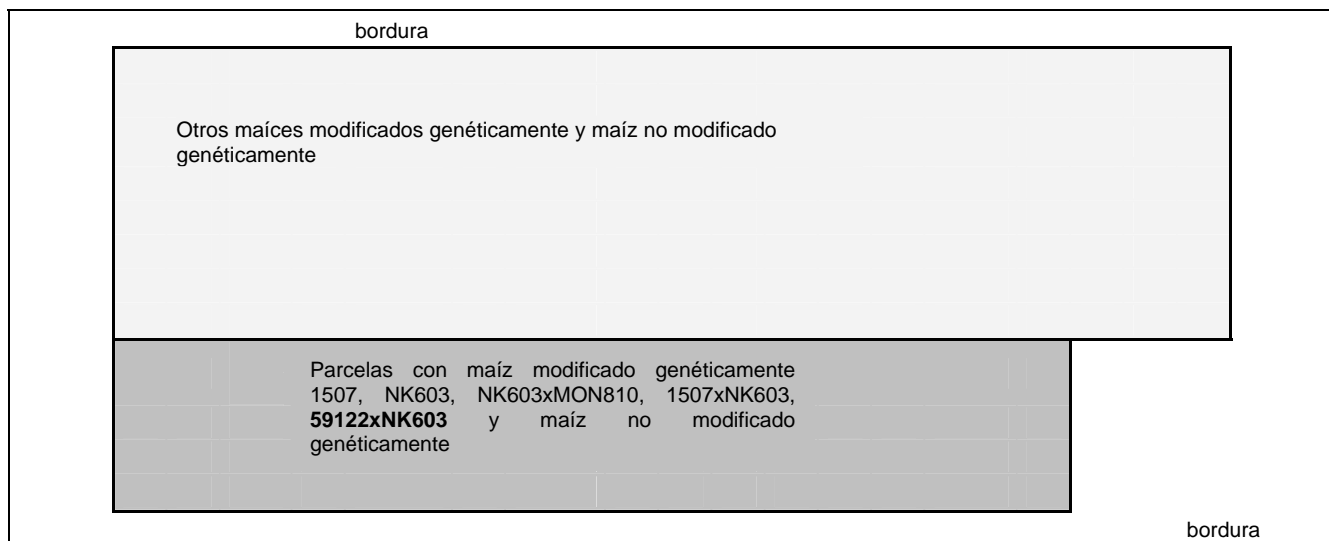 bordura
Otros maíces modificados genéticamente y maíz no modificado
genéticamente
Parcelas con maíz modificado genéticamente
1507, NK603, NK603xMON810, 1507xNK603,
59122xNK603 y maíz no modificado
genéticamente
bordura